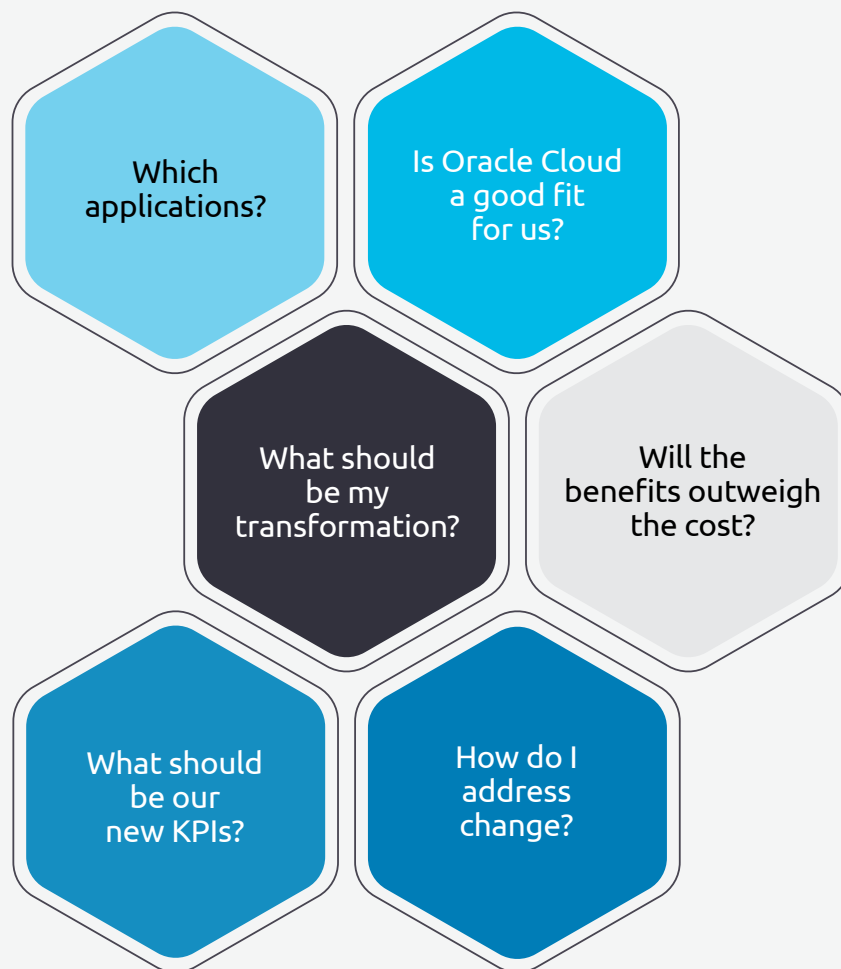 Which
applications?
Is Oracle Cloud
a good fit
for us?
What should
be my
transformation?
Will the
benefits outweigh
the cost?
What should
be our
new KPIs?
How do I
address
change?